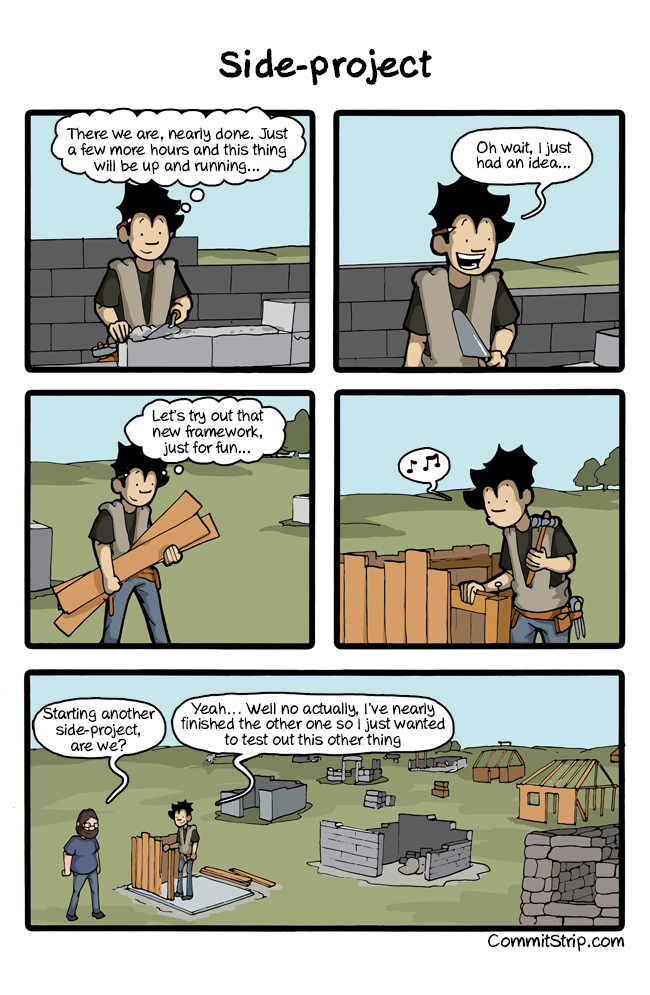 Side-project
There we are, nearly done. Just
a few more hours and this thing
will be up and running...
Oh wait, I just
had an idea...
Let's try out that
new framework,
just for fun...
Starting another
side-project,
are we?
Yeah... Well no actually, I've nearly
finished the other one so I just wanted
to test out this other thing
CommitStrip.com